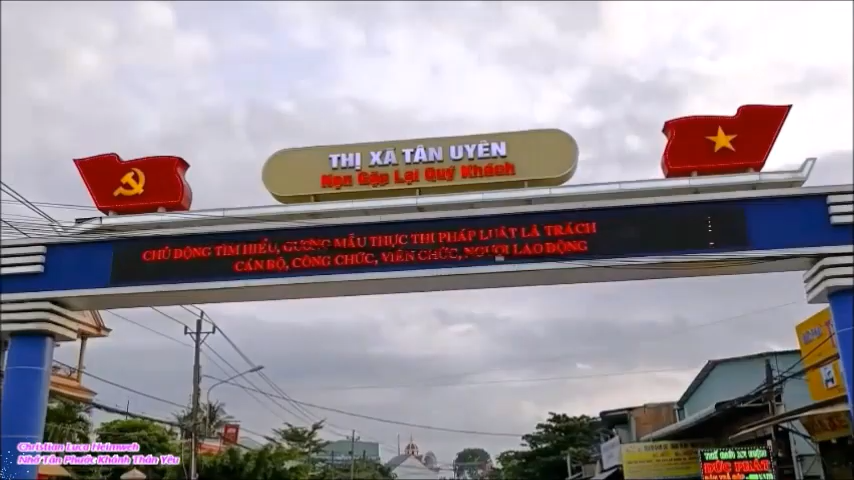 THỊ XÃ TÂN UYÊN
Hẹn Gặp Lại Quý Khách
CHỦ ĐỘNG TÌM HIỂU, GƯƠNG MẪU THỰC THI PHÁP LUẬT LÀ TRÁCH
CÁN BỘ, CÔNG CHỨC, VIÊN CHỨC, NGƯỜI LAO ĐỘNG
Christian Luca Heimweh
Nhớ Tân Phước Khánh Thân Yêu
ĐỨC PHÁT